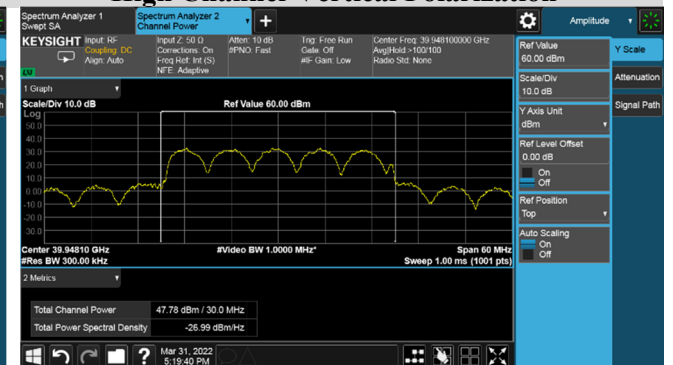 High Channel Vertical Polarization
Spectrum Analyzer 1
Swept SA
Spectrum Analyzer 2
Channel Power
+
Amplitude
KEYSIGHT
Input: RF
Coupling: DC
Align: Auto
LU
Input Z: 50 Ω
Corrections: On
Freq Ref: Int (S)
NFE: Adaptive
Atten: 10 dB
#PNO: Fast
Trig: Free Run
Gate: Off
#IF Gain: Low
Center Freq: 39.948100000 GHz
Avg|Hold:>100/100
Radio Std: None
1 Graph
Scale/Div 10.0 dB
Ref Value 60.00 dBm
Log
50.0
40.0
30.0
20.0
10.0
0.00
-10.0
-20.0
-30.0
Center 39.94810 GHz
#Video BW 1.0000 MHz*
Span 60 MHz
#Res BW 300.00 kHz
Sweep 1.00 ms (1001 pts)
2 Metrics
Total Channel Power 47.78 dBm / 30.0 MHz
Total Power Spectral Density -26.99 dBm/Hz
?
Mar 31, 2022
5:19:40 PM
Ref Value
60.00 dBm
Scale/Div
10.0 dB
Y Axis Unit
dBm
Ref Level Offset
0.00 dB
On
Off
Ref Position
Top
Auto Scaling
On
Off
Y Scale
Attenuation
Signal Path